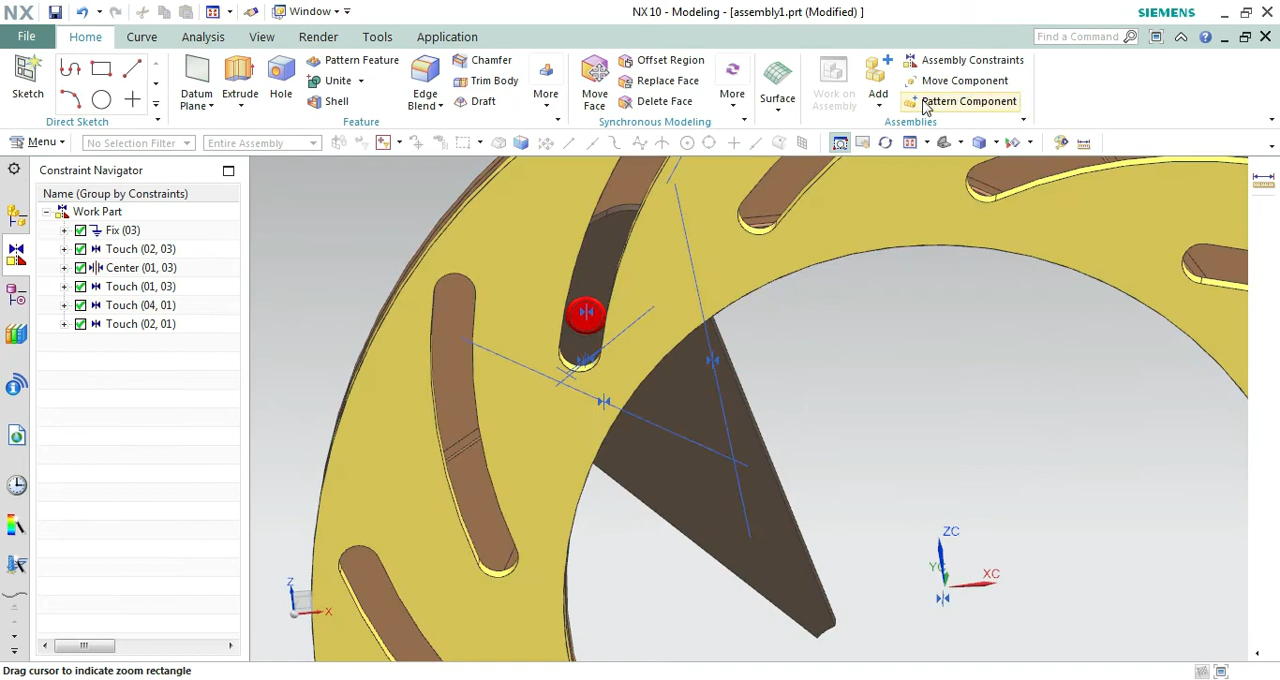 NX
Window
NX 10 - Modeling - [assembly1.prt (Modified) ]
SIEMENS
File
Home
Curve
Analysis
View
Render
Tools
Application
Find a Command
Sketch
Direct Sketch
Datum Plane
Extrude
Hole
Pattern Feature
Unite
Shell
Edge Blend
Chamfer
Trim Body
Draft
More
Feature
Move Face
Offset Region
Replace Face
Delete Face
More
Synchronous Modeling
Surface
Work on Assembly
Add
Assembly Constraints
Move Component
Pattern Component
Assemblies
Menu
No Selection Filter
Entire Assembly
Constraint Navigator
Name (Group by Constraints)
Work Part
Fix (03)
Touch (02, 03)
Center (01, 03)
Touch (01, 03)
Touch (04, 01)
Touch (02, 01)
ZC
YC
XC
Z
X
Drag cursor to indicate zoom rectangle